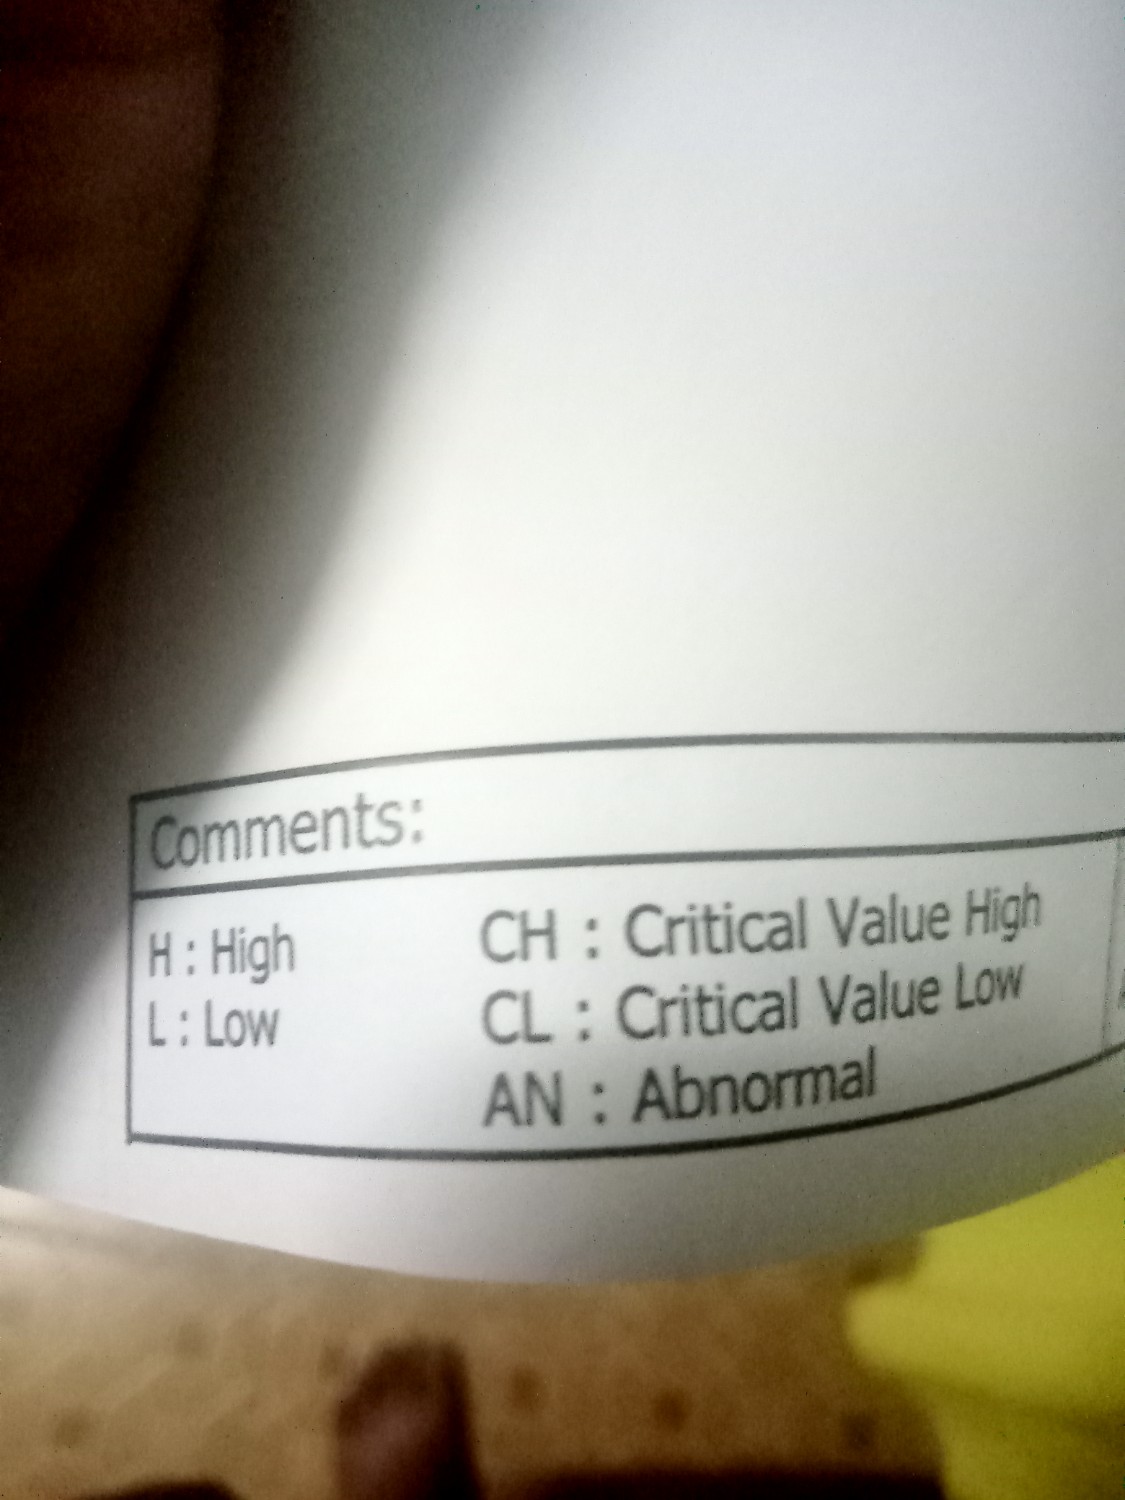 Comments:
H : High
L : Low
CH : Critical Value High
CL : Critical Value Low
AN : Abnormal